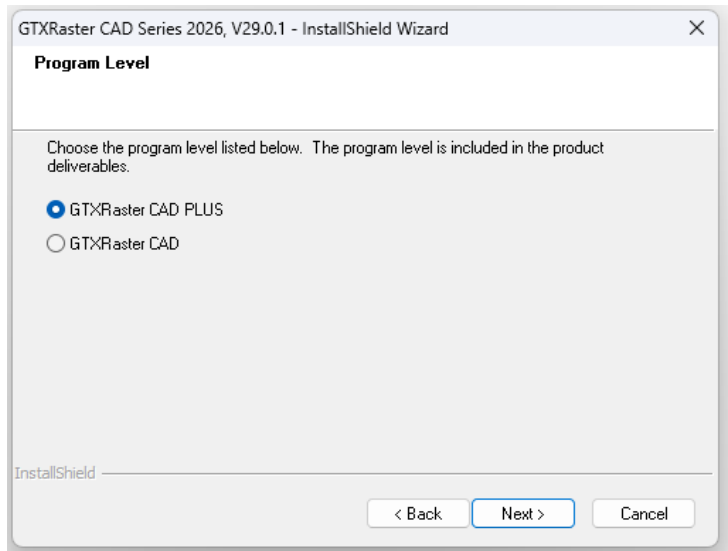 GTXRaster CAD Series 2026, V29.0.1 - InstallShield Wizard
Program Level
Choose the program level listed below.  The program level is included in the product
deliverables.
GTXRaster CAD PLUS
GTXRaster CAD
InstallShield
< Back
Next >
Cancel